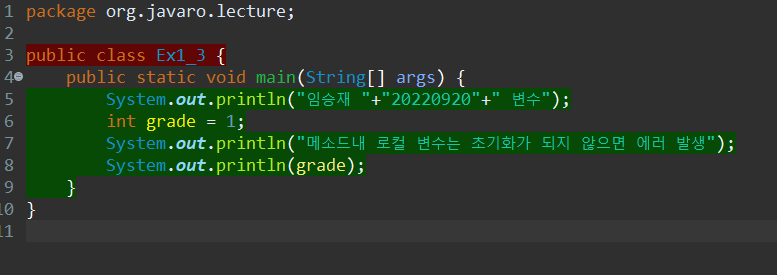 1 package org.javaro.lecture;
2
3 public class Ex1_3 {
4     public static void main(String[] args) {
5         System.out.println("임승재 "+"20220920"+" 변수");
6         int grade = 1;
7         System.out.println("메소드내 로컬 변수는 초기화가 되지 않으면 에러 발생");
8         System.out.println(grade);
9     }
10 }
11